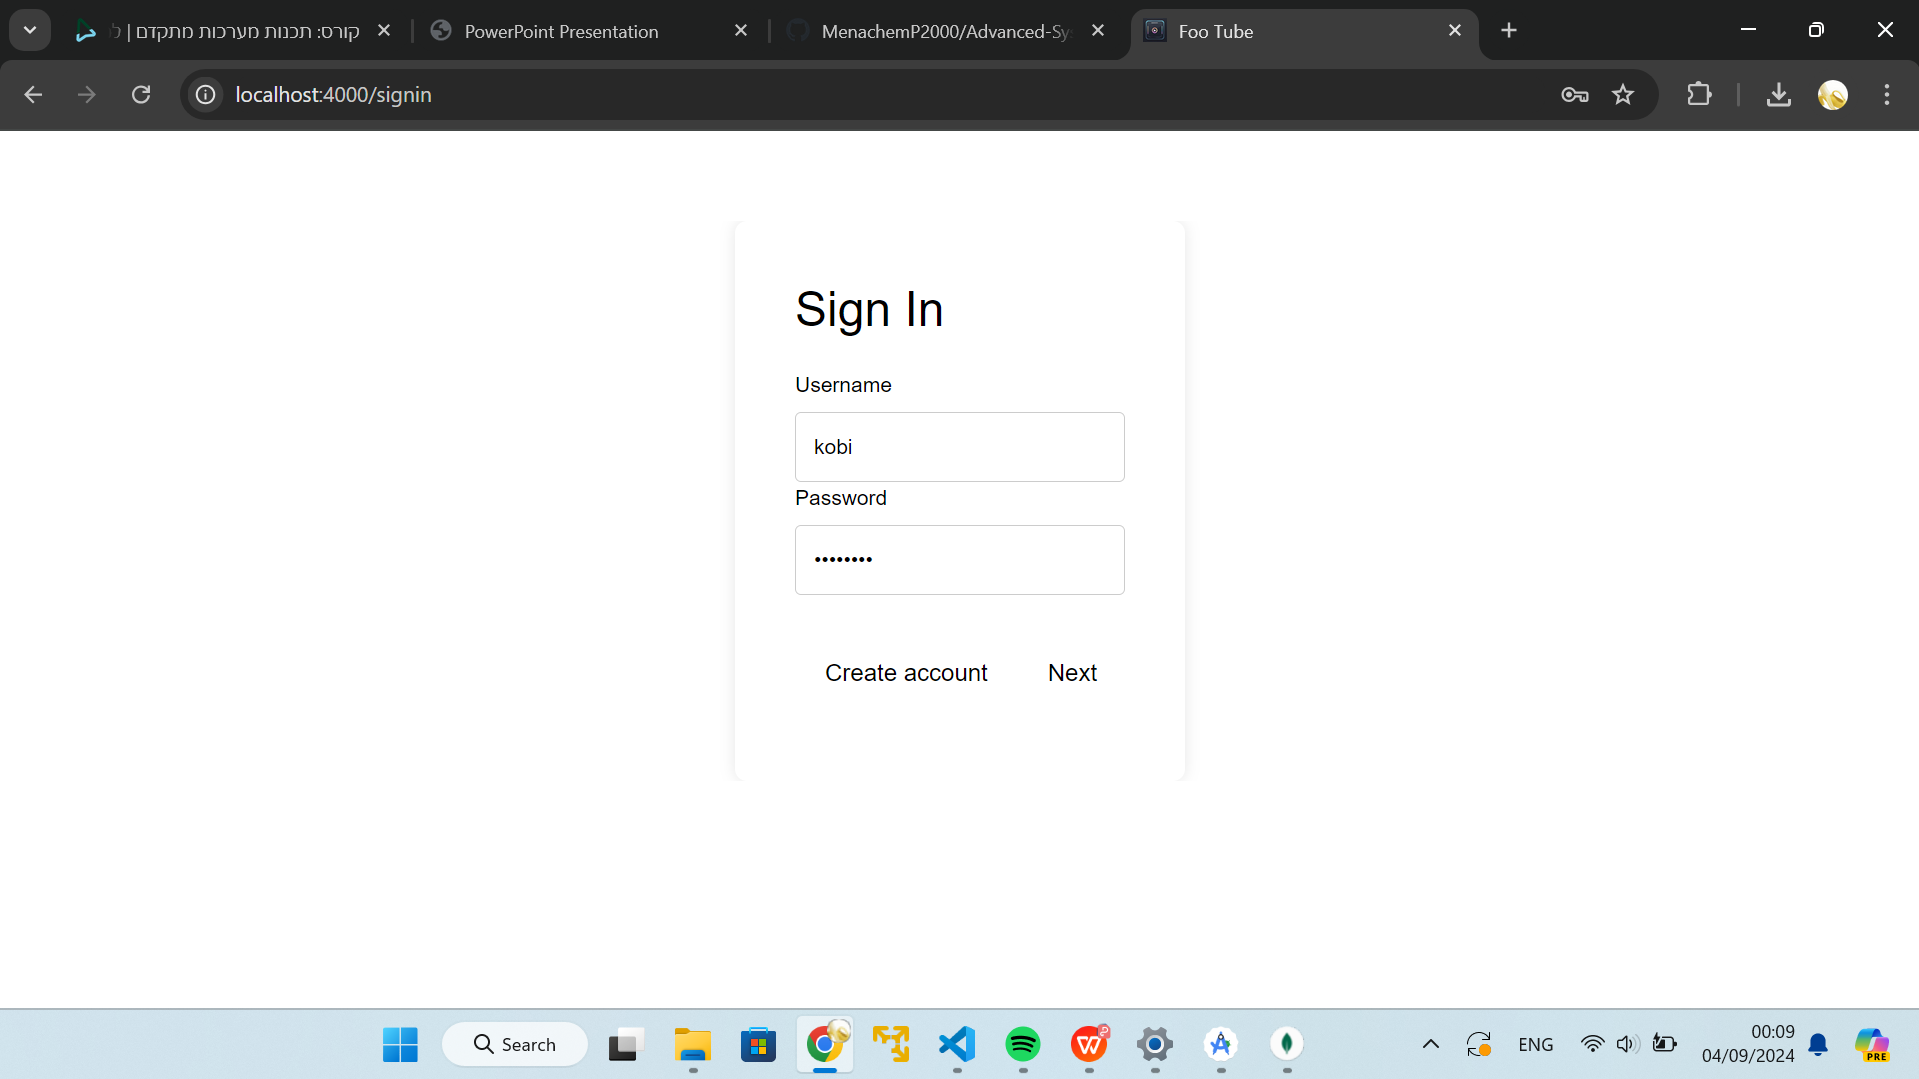 קורס: תכנות מערכות מתקדם | ל
PowerPoint Presentation
MenachemP2000/Advanced-Sy
Foo Tube
localhost:4000/signin
Sign In
Username
kobi
Password
••••••••
Create account
Next
Search
ENG
00:09
04/09/2024
PRE